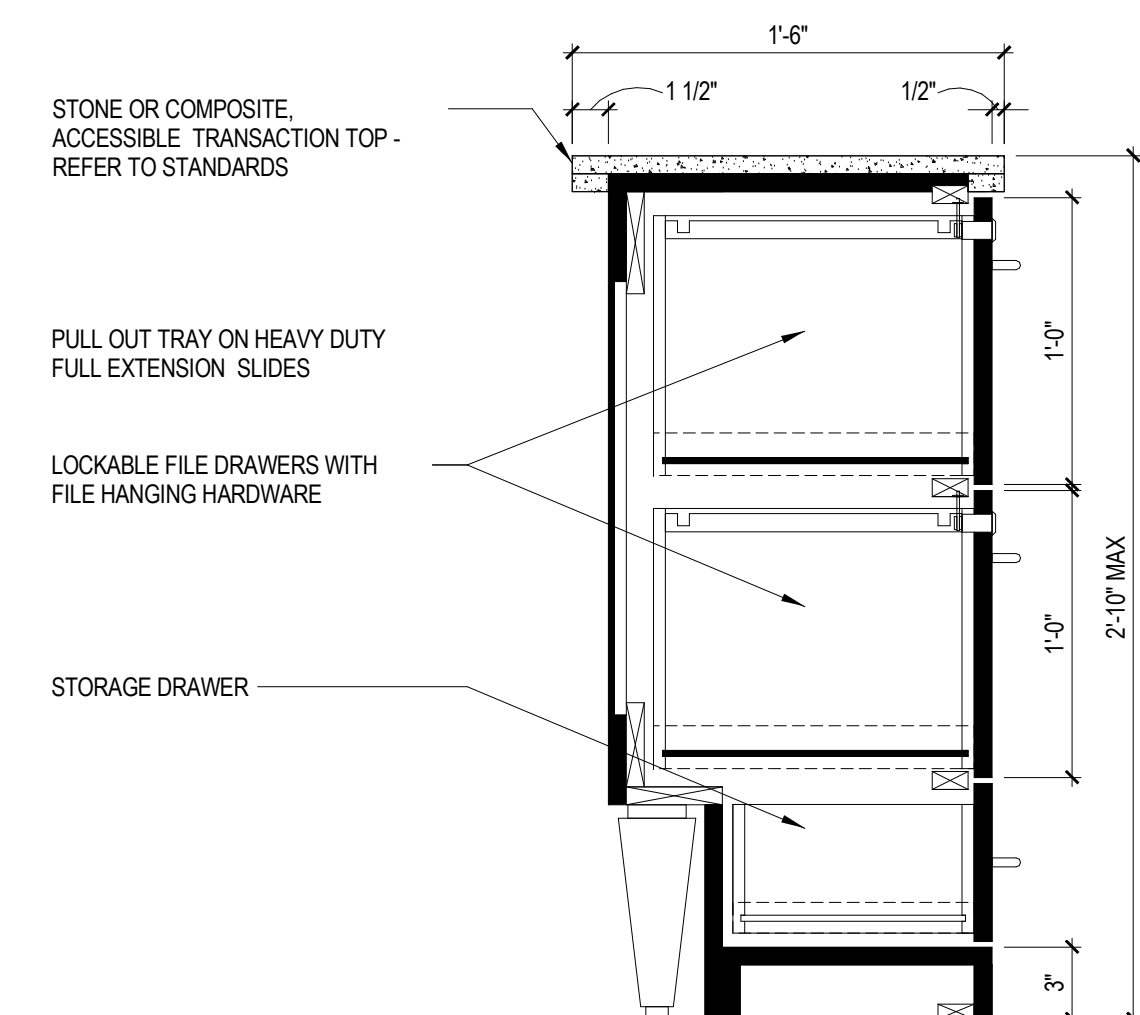 1'-6"
1 1/2"
1/2"
STONE OR COMPOSITE,
ACCESSIBLE TRANSACTION TOP -
REFER TO STANDARDS
PULL OUT TRAY ON HEAVY DUTY
FULL EXTENSION SLIDES
1'-0"
LOCKABLE FILE DRAWERS WITH
FILE HANGING HARDWARE
2'-10" MAX
1'-0"
STORAGE DRAWER
3"